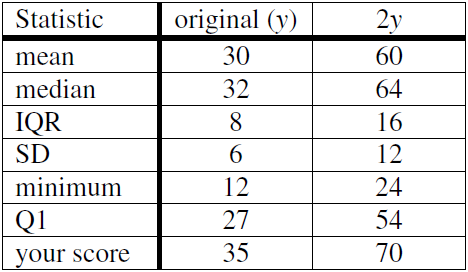 Statistic original (y) 2y
mean 30 60
median 32 64
IQR 8 16
SD 6 12
minimum 12 24
Q1 27 54
your score 35 70